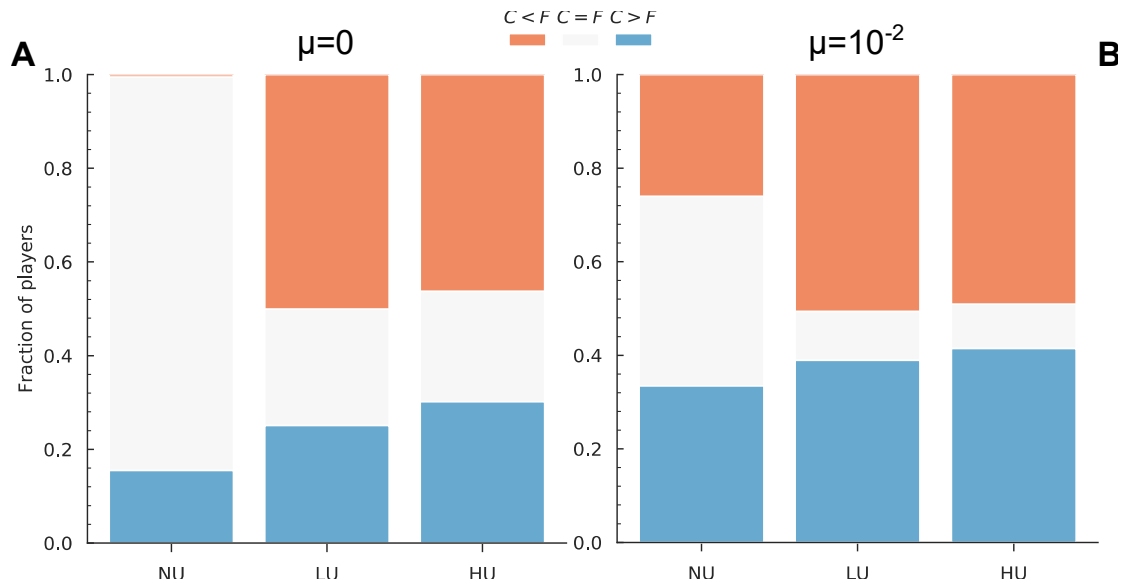 C < F C = F C > F
A μ=0 μ=10⁻² B
1.0
0.8
0.6
0.4
0.2
0.0
Fraction of players
NU LU HU
1.0
0.8
0.6
0.4
0.2
0.0
NU LU HU